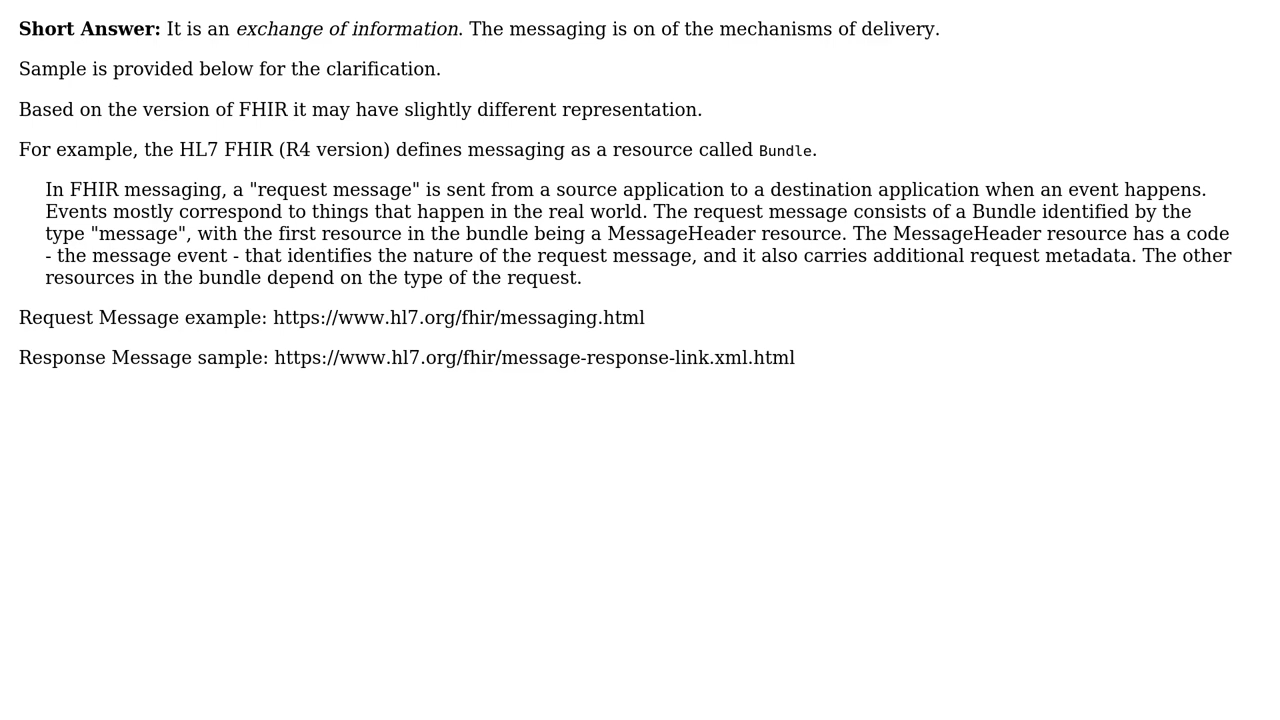 Short Answer: It is an exchange of information. The messaging is on of the mechanisms of delivery.
Sample is provided below for the clarification.
Based on the version of FHIR it may have slightly different representation.
For example, the HL7 FHIR (R4 version) defines messaging as a resource called Bundle.
In FHIR messaging, a "request message" is sent from a source application to a destination application when an event happens.
Events mostly correspond to things that happen in the real world. The request message consists of a Bundle identified by the
type "message", with the first resource in the bundle being a MessageHeader resource. The MessageHeader resource has a code
- the message event - that identifies the nature of the request message, and it also carries additional request metadata. The other
resources in the bundle depend on the type of the request.
Request Message example: https://www.hl7.org/fhir/messaging.html
Response Message sample: https://www.hl7.org/fhir/message-response-link.xml.html